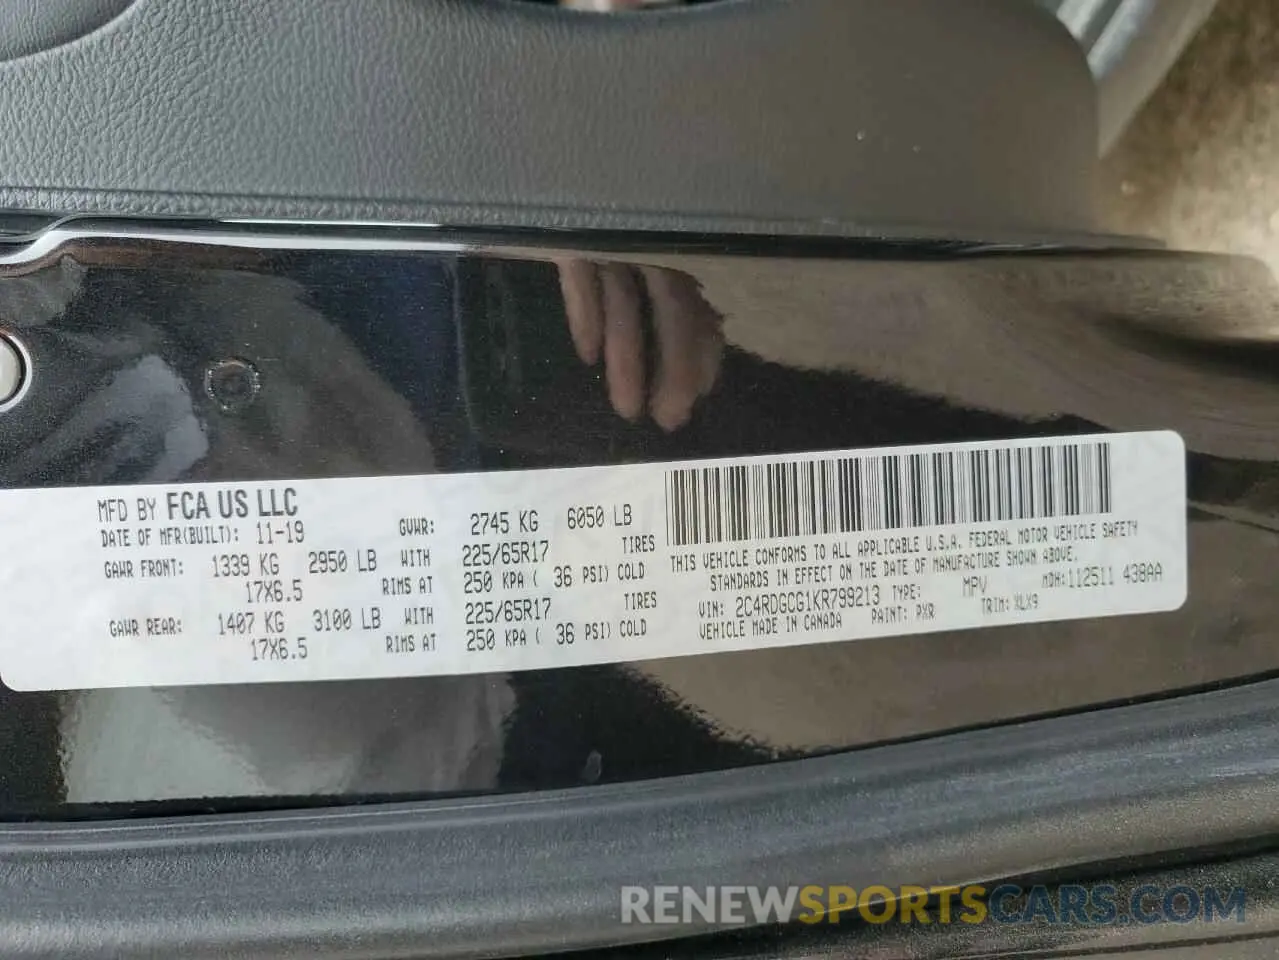 MFD BY FCA US LLC
DATE OF MFR(BUILT): 11-19 GVWR: 2745 KG 6050 LB
GAWR FRONT: 1339 KG 2950 LB WITH 225/65R17 TIRES
17X6.5 RIMS AT 250 KPA ( 36 PSI) COLD
GAWR REAR: 1407 KG 3100 LB WITH 225/65R17 TIRES
17X6.5 RIMS AT 250 KPA ( 36 PSI) COLD
THIS VEHICLE CONFORMS TO ALL APPLICABLE U.S.A. FEDERAL MOTOR VEHICLE SAFETY
STANDARDS IN EFFECT ON THE DATE OF MANUFACTURE SHOWN ABOVE.
VIN: 2C4RDGCG1KR799213 TYPE: MPV MDH: 112511 438AA
VEHICLE MADE IN CANADA PAINT: PXR TRIM: XLX9
RENEWSPORTSCARS.COM